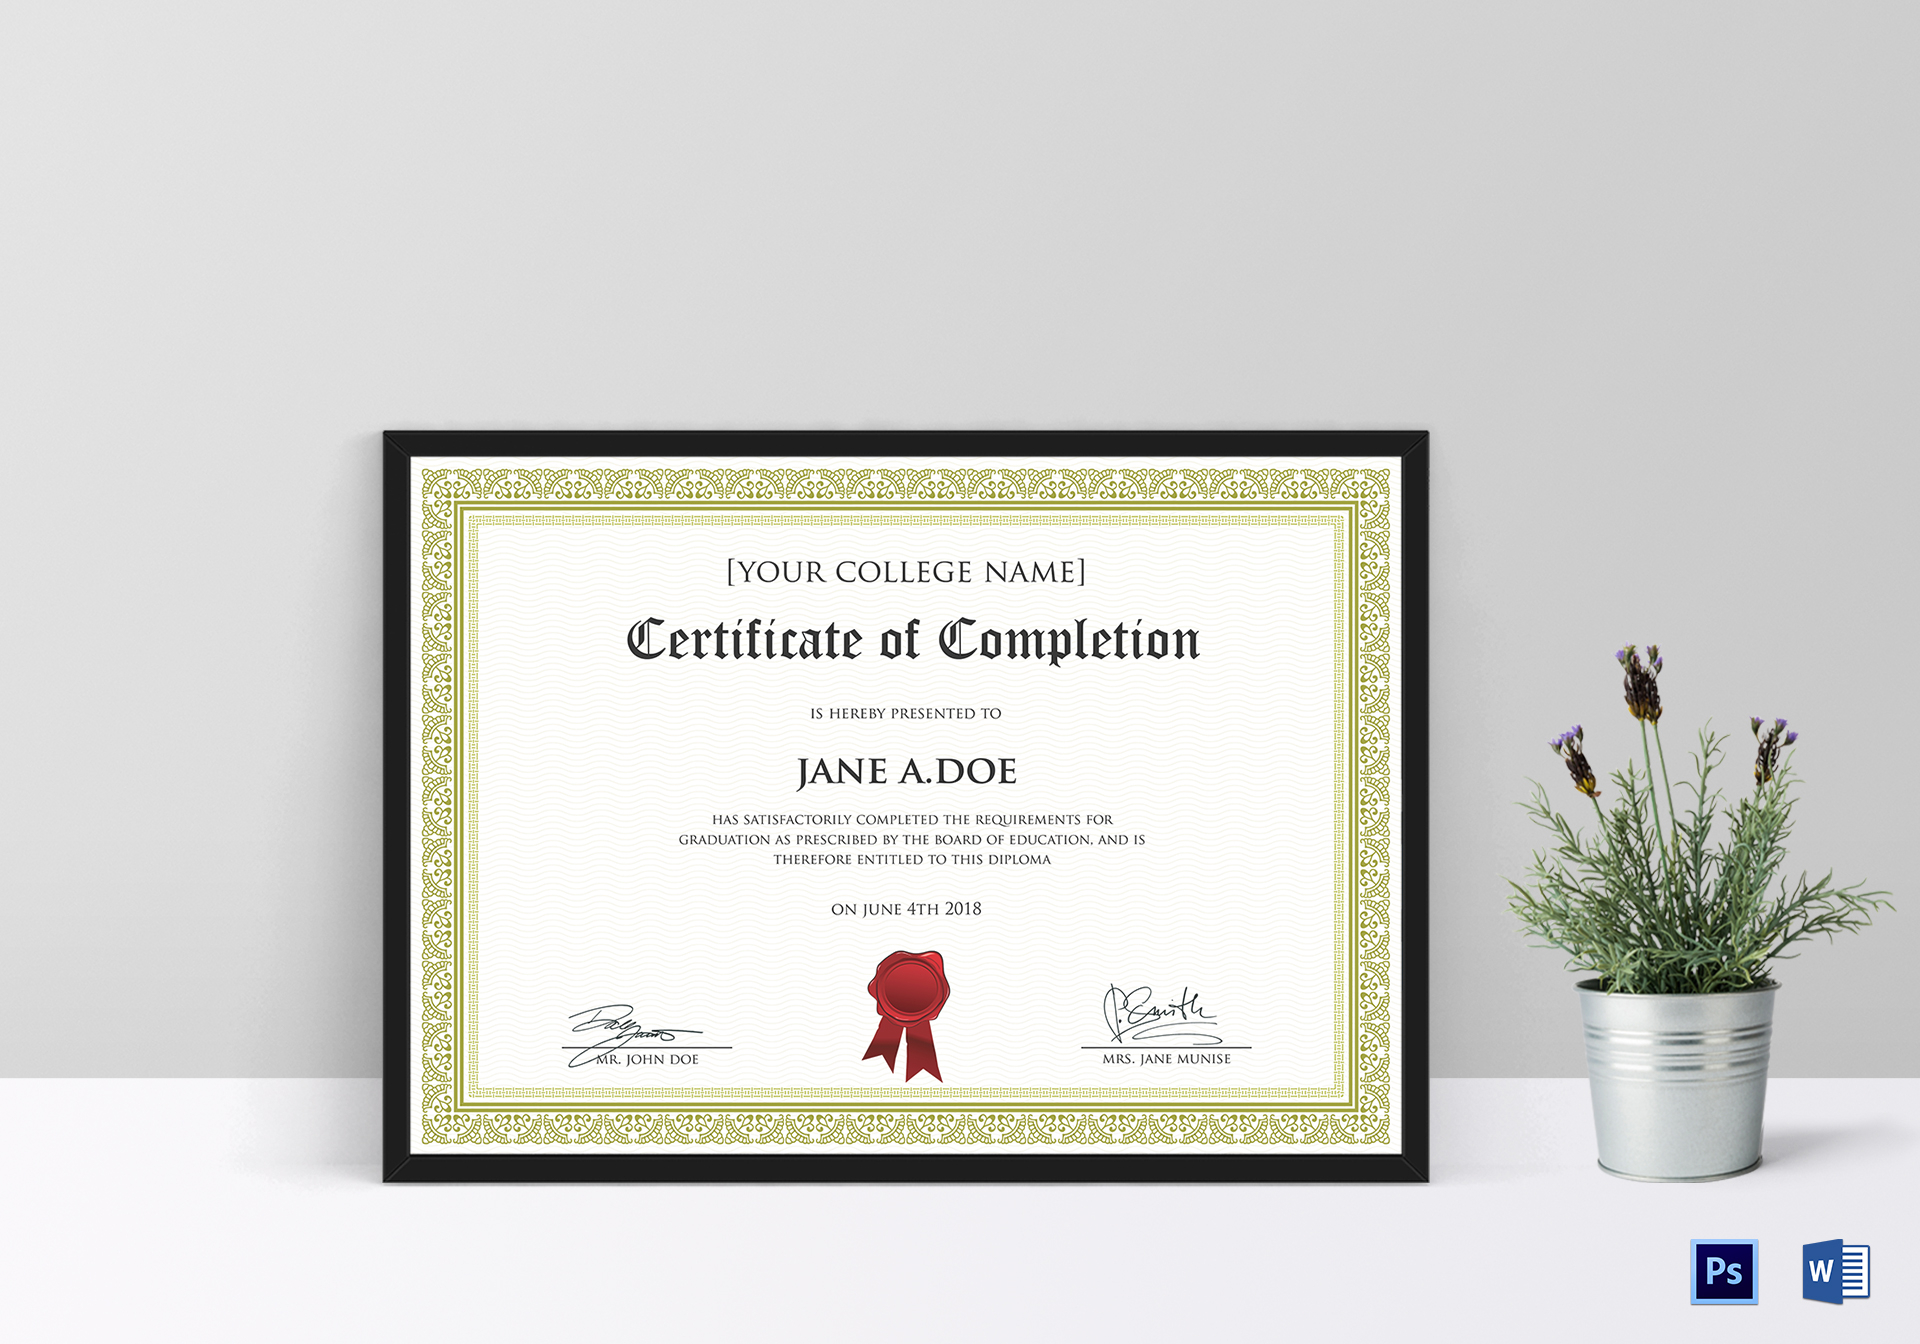 [YOUR COLLEGE NAME]
Certificate of Completion
IS HEREBY PRESENTED TO
JANE A.DOE
HAS SATISFACTORILY COMPLETED THE REQUIREMENTS FOR
GRADUATION AS PRESCRIBED BY THE BOARD OF EDUCATION, AND IS
THEREFORE ENTITLED TO THIS DIPLOMA
ON JUNE 4TH 2018
J.Smith
MR. JOHN DOE
MRS. JANE MUNISE
Ps
W